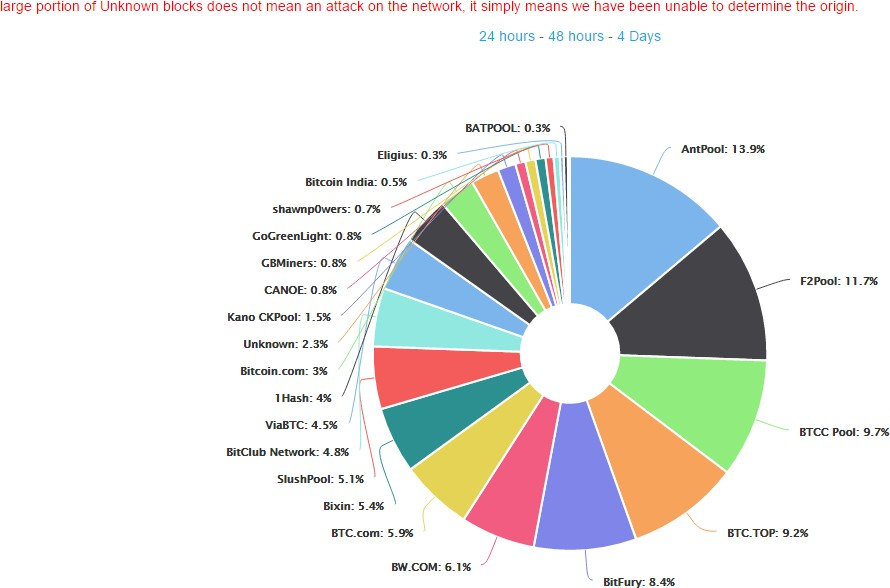 large portion of Unknown blocks does not mean an attack on the network, it simply means we have been unable to determine the origin.
24 hours - 48 hours - 4 Days
BATPOOL: 0.3%
AntPool: 13.9%
Eligius: 0.3%
Bitcoin India: 0.5%
shawnp0wers: 0.7%
GoGreenLight: 0.8%
GBMiners: 0.8%
F2Pool: 11.7%
CANOE: 0.8%
Kano CKPool: 1.5%
Unknown: 2.3%
Bitcoin.com: 3%
1Hash: 4%
ViaBTC: 4.5%
BTCC Pool: 9.7%
BitClub Network: 4.8%
SlushPool: 5.1%
Bixin: 5.4%
BTC.com: 5.9%
BTC.TOP: 9.2%
BW.COM: 6.1%
BitFury: 8.4%